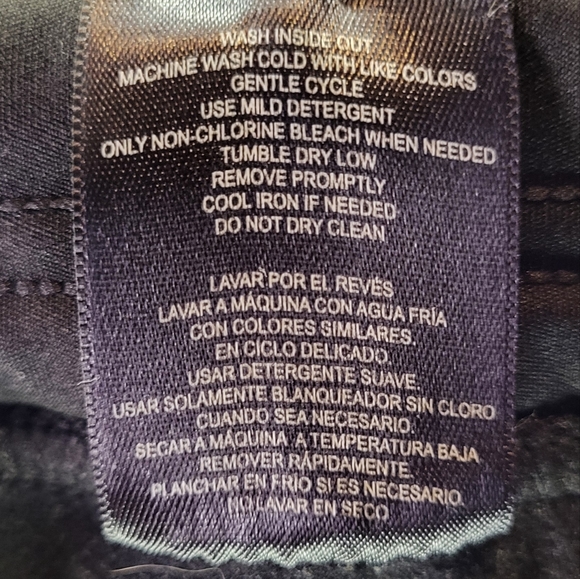 WASH INSIDE OUT
MACHINE WASH COLD WITH LIKE COLORS
GENTLE CYCLE
USE MILD DETERGENT
ONLY NON-CHLORINE BLEACH WHEN NEEDED
TUMBLE DRY LOW
REMOVE PROMPTLY
COOL IRON IF NEEDED
DO NOT DRY CLEAN
LAVAR POR EL REVÉS
LAVAR A MÁQUINA CON AGUA FRÍA
CON COLORES SIMILARES.
EN CICLO DELICADO.
USAR DETERGENTE SUAVE.
USAR SOLAMENTE BLANQUEADOR SIN CLORO
CUANDO SEA NECESARIO.
SECAR A MÁQUINA A TEMPERATURA BAJA
REMOVER RÁPIDAMENTE.
PLANCHAR EN FRÍO SI ES NECESARIO.
NO LAVAR EN SECO